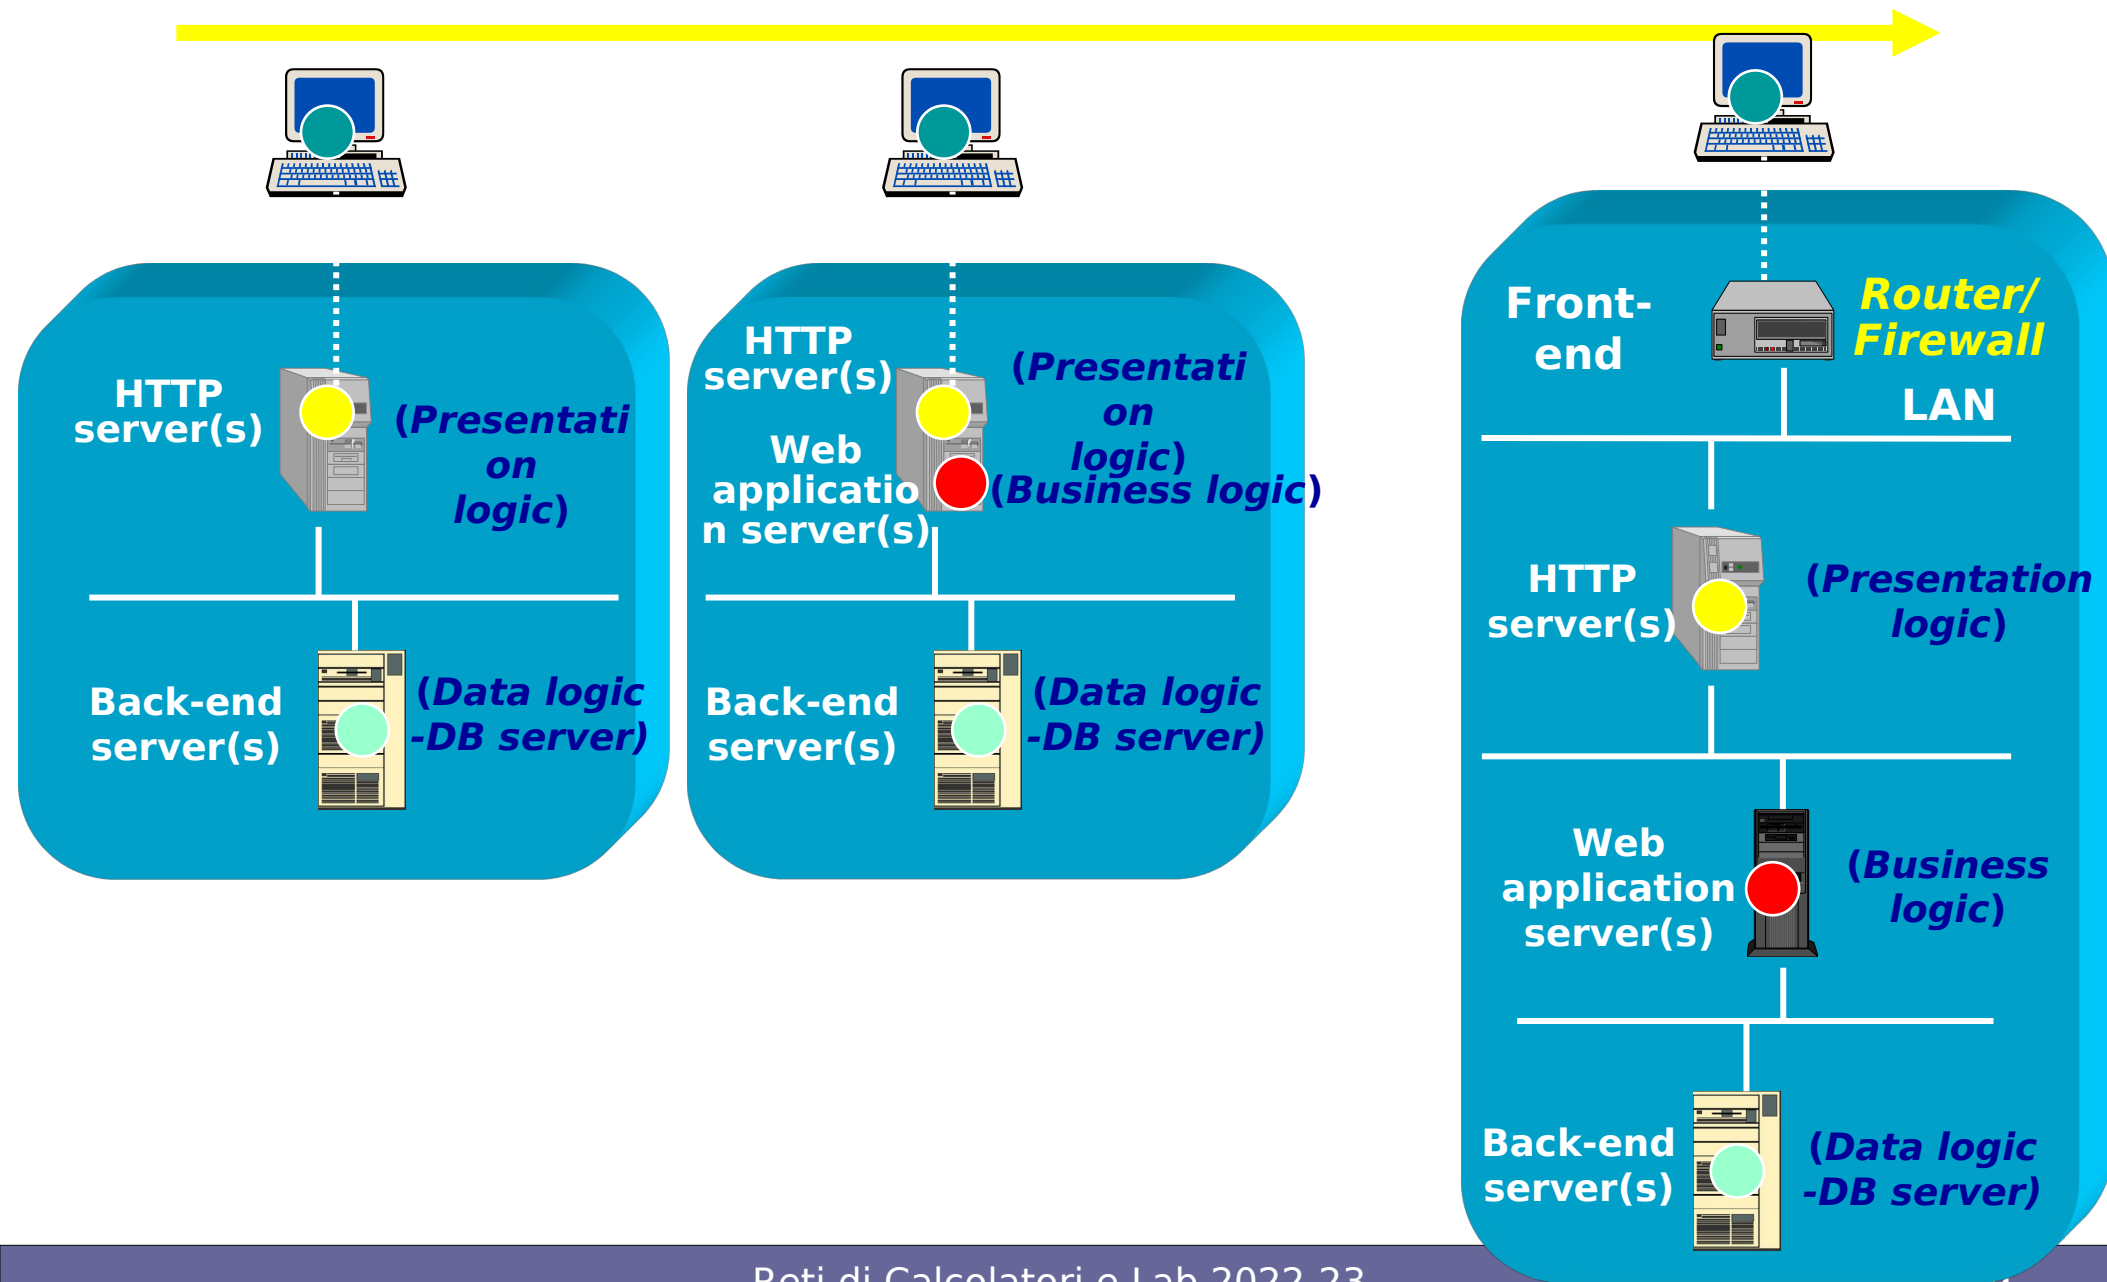 HTTP
server(s)
(Presentati
on
logic)
Back-end
server(s)
(Data logic
-DB server)
HTTP
server(s)
(Presentati
on
logic)
Web
applicatio
n server(s)
(Business logic)
Back-end
server(s)
(Data logic
-DB server)
Front-
end
Router/
Firewall
LAN
HTTP
server(s)
(Presentation
logic)
Web
application
server(s)
(Business
logic)
Back-end
server(s)
(Data logic
-DB server)
Reti di Calcolatori e Lab 2022-23